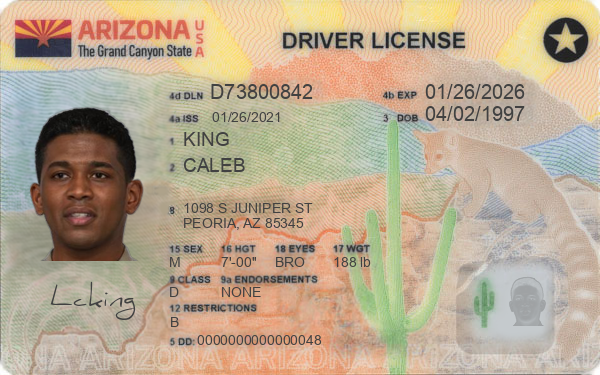 ARIZONA USA
The Grand Canyon State
DRIVER LICENSE
4d DLN D73800842
4b EXP 01/26/2026
4a ISS 01/26/2021
3 DOB 04/02/1997
1 KING
2 CALEB
8 1098 S JUNIPER ST
PEORIA, AZ 85345
15 SEX 16 HGT 18 EYES 17 WGT
M 7'-00" BRO 188 lb
9 CLASS 9a ENDORSEMENTS
D NONE
12 RESTRICTIONS
B
5 DD: 0000000000000048
Lcking
ARIZONA ARIZONA ARIZONA ARIZONA